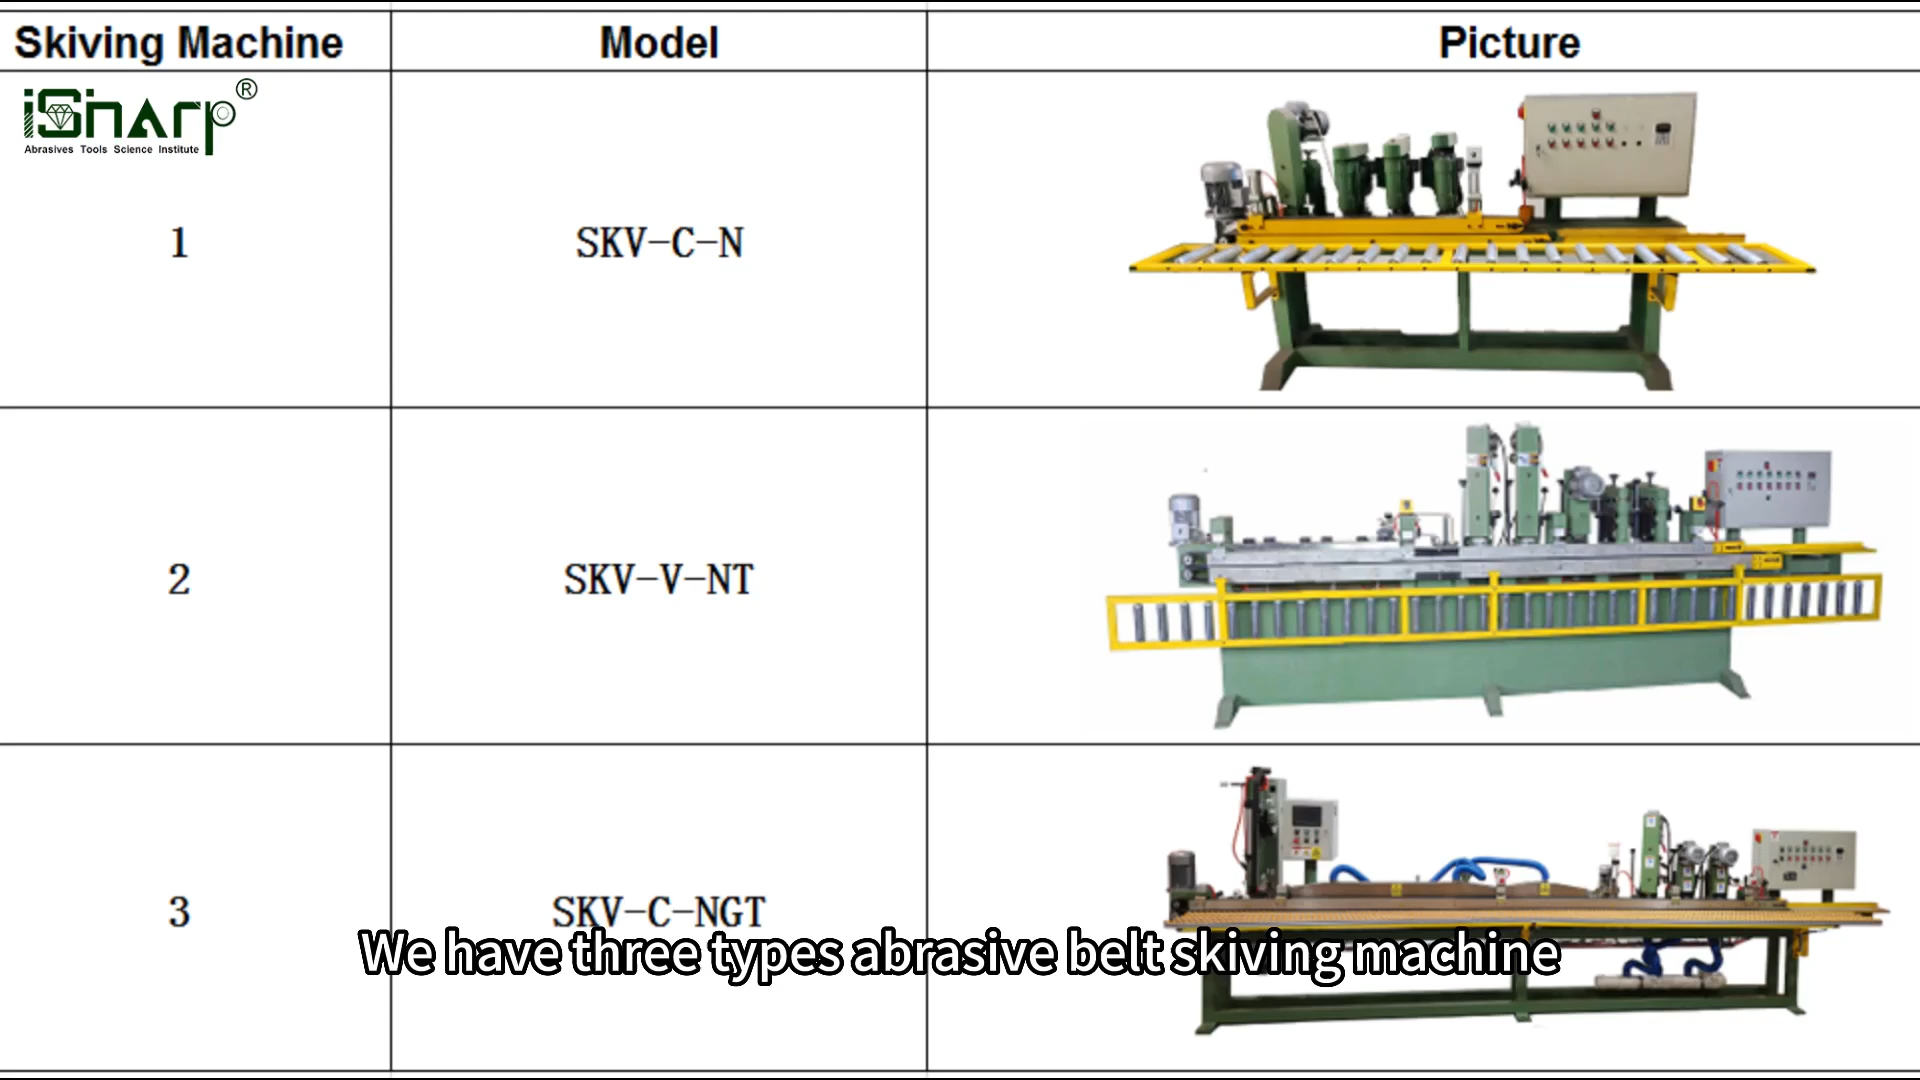 Skiving Machine Model Picture
iSharp®
Abrasives Tools Science Institute
1 SKV-C-N
2 SKV-V-NT
3 SKV-C-NGT
We have three types abrasive belt skiving machine